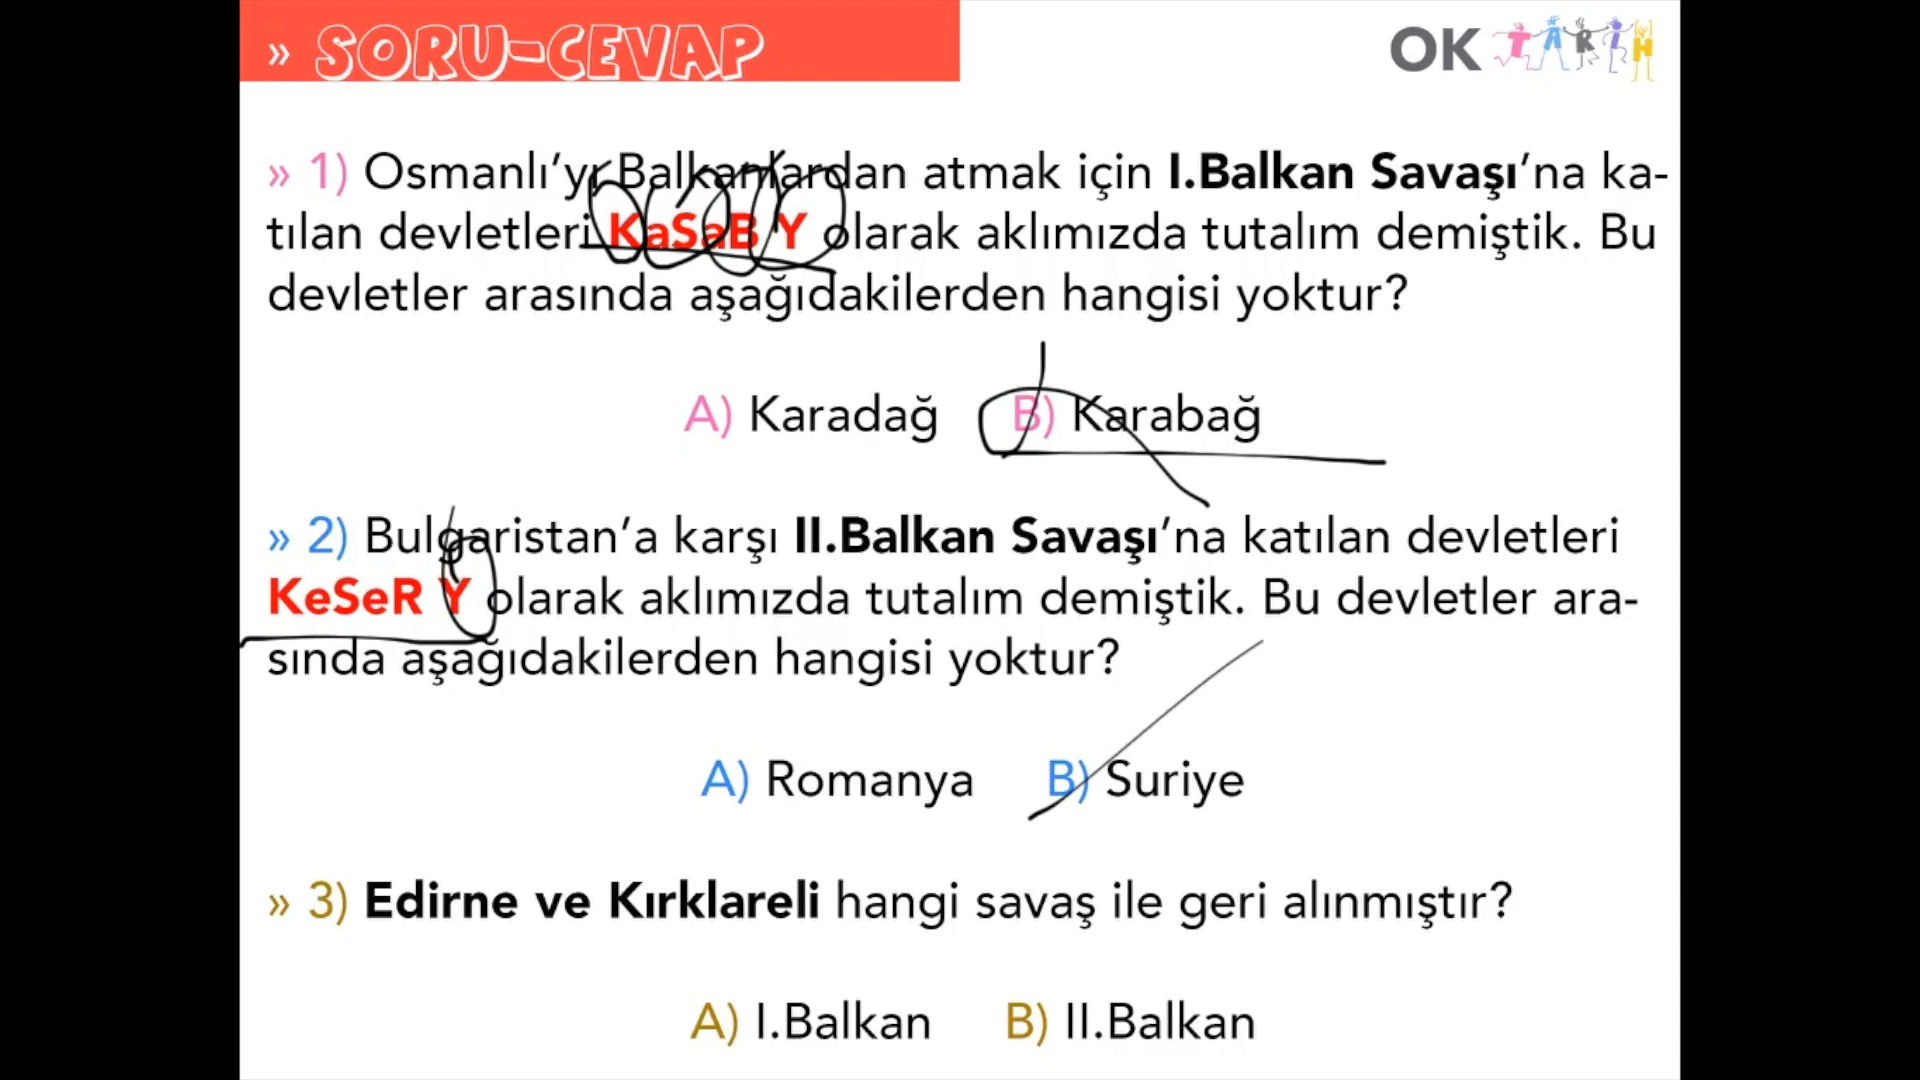 » SORU-CEVAP
OK TARİH
» 1) Osmanlı’yı Balkanlardan atmak için I.Balkan Savaşı’na ka-
tılan devletleri KaSaB Y olarak aklımızda tutalım demiştik. Bu
devletler arasında aşağıdakilerden hangisi yoktur?
A) Karadağ B) Karabağ
» 2) Bulgaristan’a karşı II.Balkan Savaşı’na katılan devletleri
KeSeR Y olarak aklımızda tutalım demiştik. Bu devletler ara-
sında aşağıdakilerden hangisi yoktur?
A) Romanya B) Suriye
» 3) Edirne ve Kırklareli hangi savaş ile geri alınmıştır?
A) I.Balkan B) II.Balkan